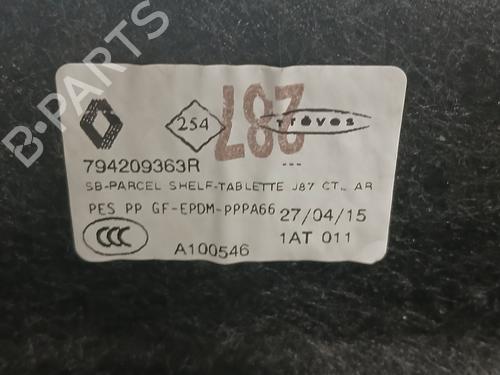 B-PARTS
254
L87
Trèves
794209363R
---
SB-PARCEL SHELF-TABLETTE J87 CT. AR
PES PP GF-EPDM-PPPA66
27/04/15
CCC
A100546
1AT 011